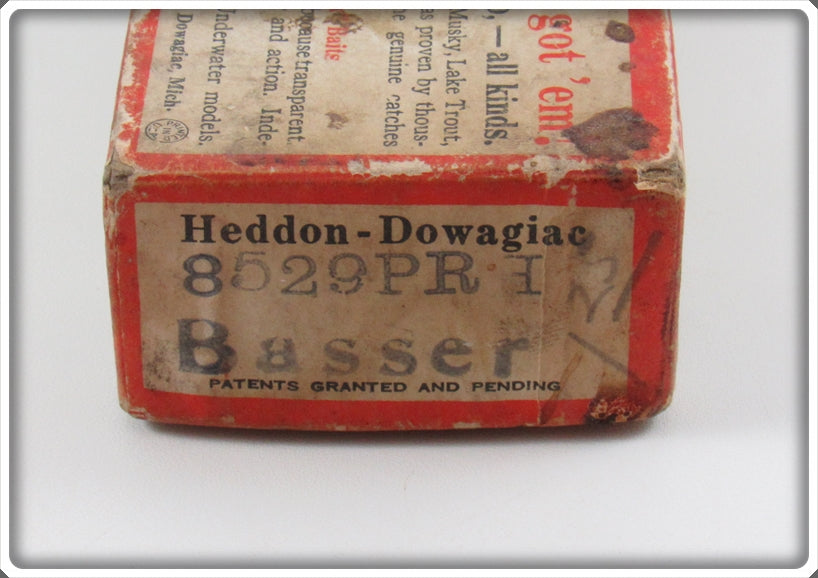 got 'em.
— all kinds.
Musky, Lake Trout,
as proven by thous-
genuine catches
Baits
transparent
and action. Inde-
Underwater models.
Dowagiac, Mich.
Heddon-Dowagiac
8529PR I
Basser
PATENTS GRANTED AND PENDING